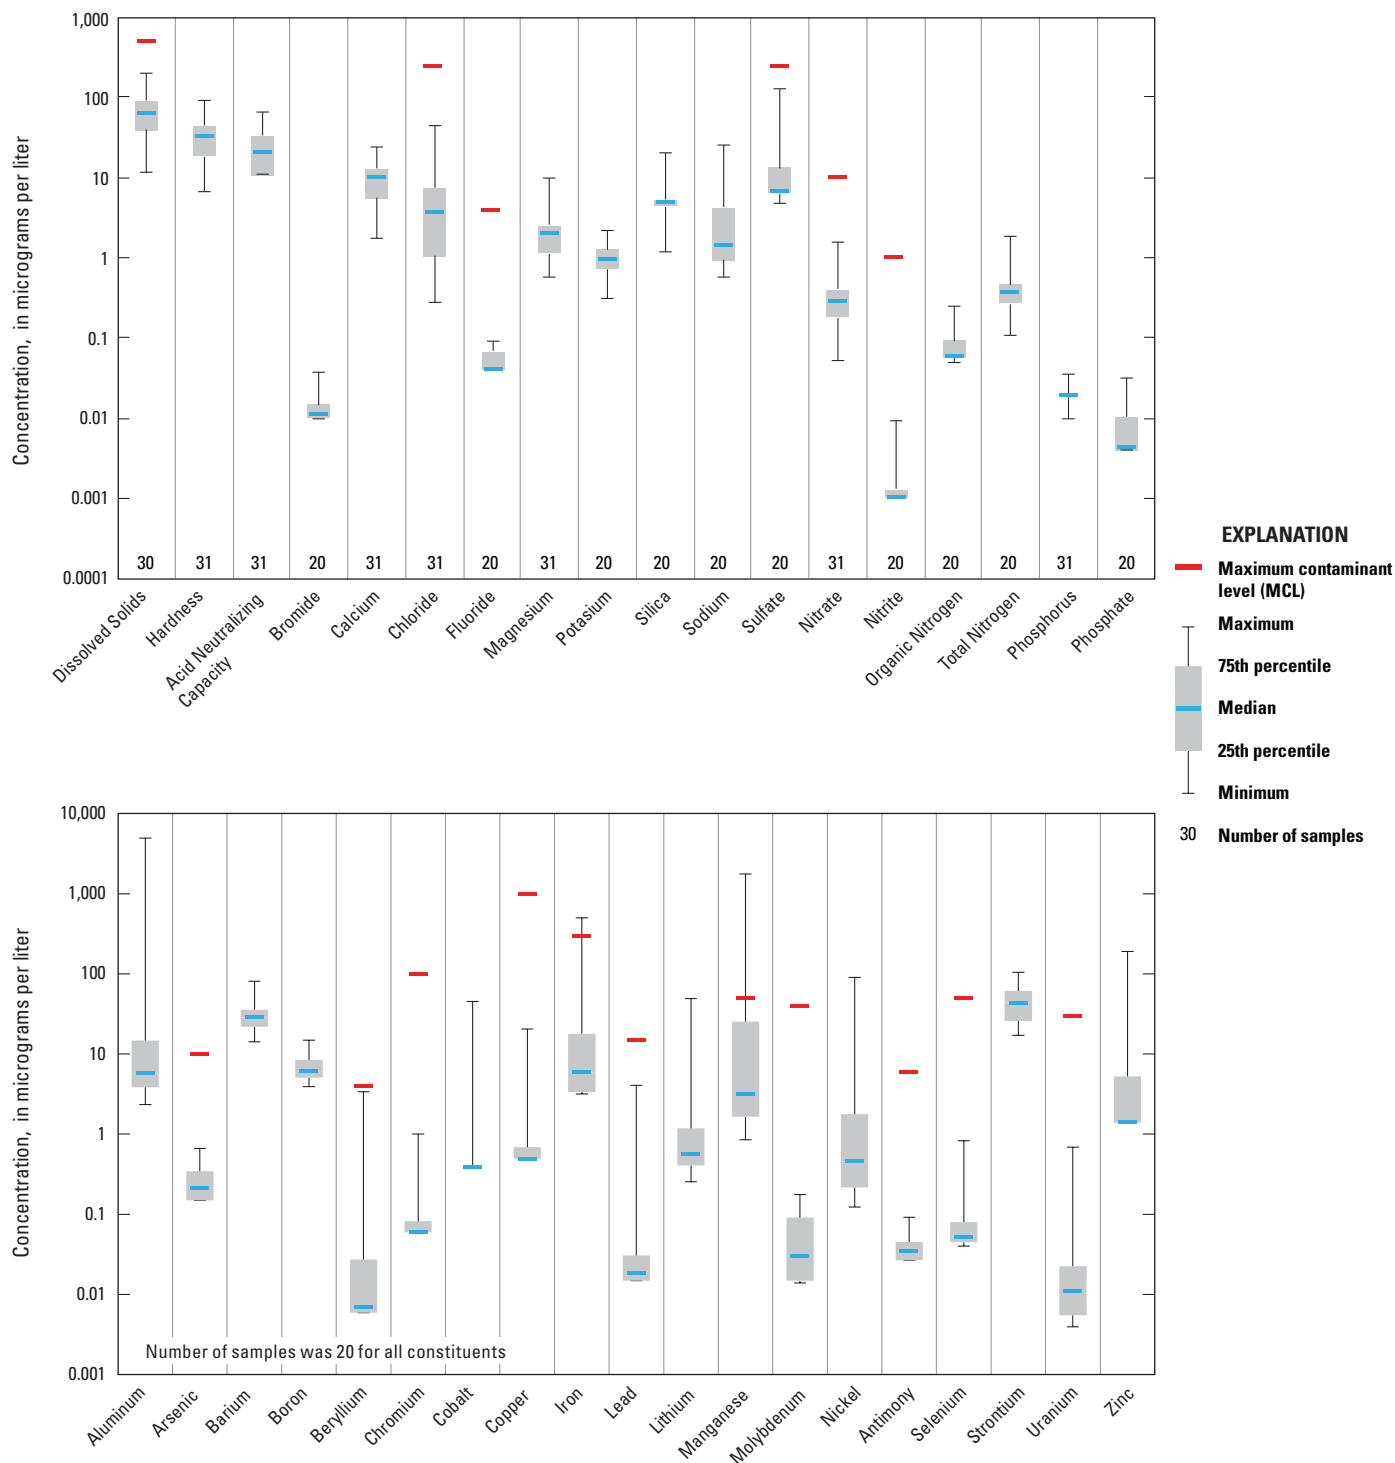 Concentration, in micrograms per liter
1,000
100
10
1
0.1
0.01
0.001
0.0001
30 31 31 20 31 31 20 31 20 20 20 20 31 20 20 20 31 20
Dissolved Solids
Hardness
Acid Neutralizing
Capacity
Bromide
Calcium
Chloride
Fluoride
Magnesium
Potasium
Silica
Sodium
Sulfate
Nitrate
Nitrite
Organic Nitrogen
Total Nitrogen
Phosphorus
Phosphate
EXPLANATION
Maximum contaminant
level (MCL)
Maximum
75th percentile
Median
25th percentile
Minimum
30 Number of samples
Concentration, in micrograms per liter
10,000
1,000
100
10
1
0.1
0.01
0.001
Number of samples was 20 for all constituents
Aluminum
Arsenic
Barium
Boron
Beryllium
Chromium
Cobalt
Copper
Iron
Lead
Lithium
Manganese
Molybdenum
Nickel
Antimony
Selenium
Strontium
Uranium
Zinc